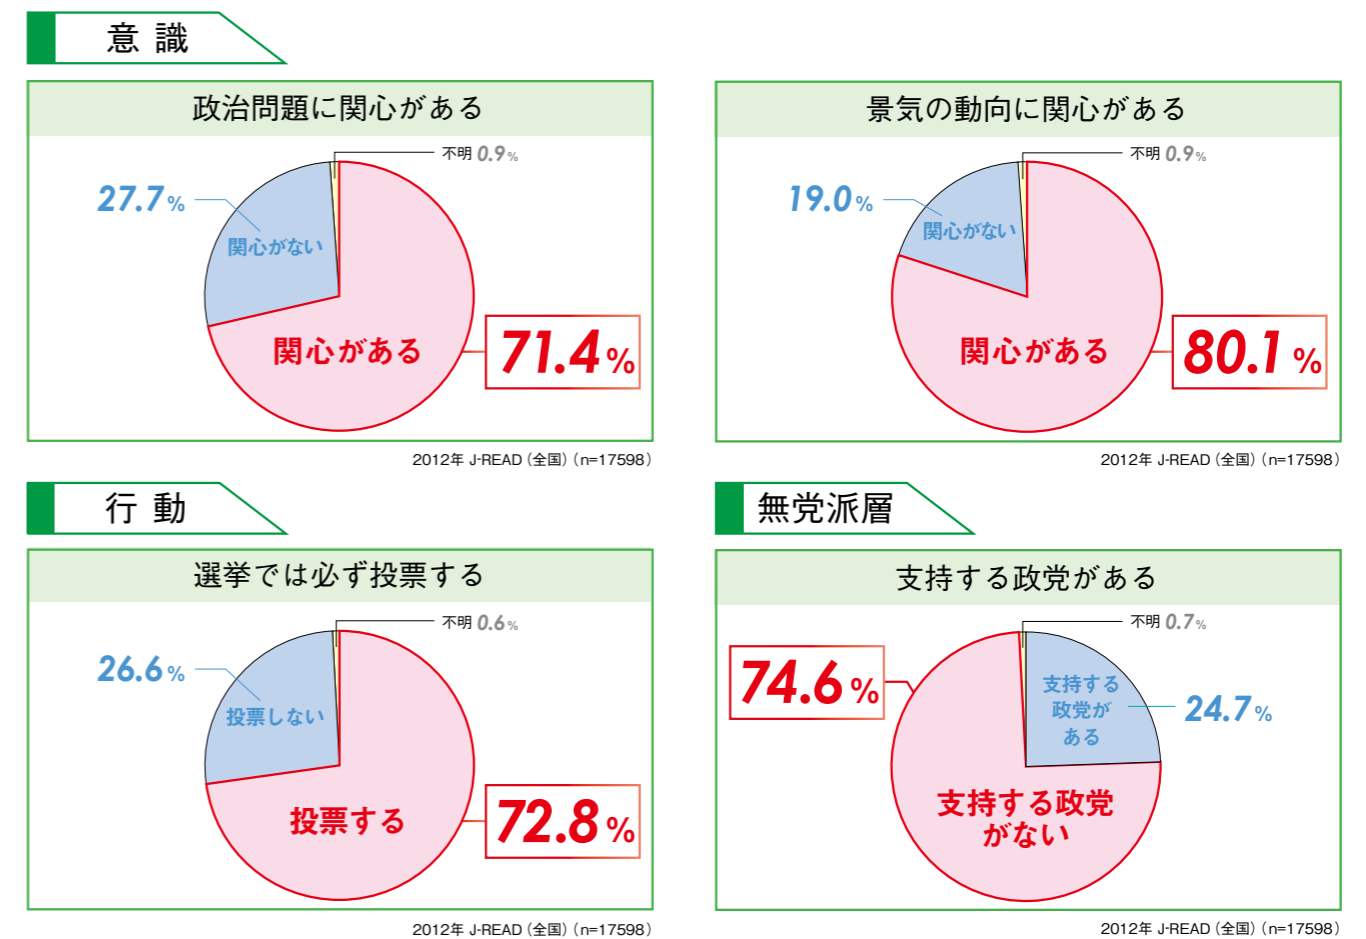 意 識
政治問題に関心がある
不明 0.9%
27.7%
関心がない
関心がある
71.4%
2012年 J-READ（全国）（n=17598）
景気の動向に関心がある
不明 0.9%
19.0%
関心がない
関心がある
80.1%
2012年 J-READ（全国）（n=17598）
行 動
選挙では必ず投票する
不明 0.6%
26.6%
投票しない
投票する
72.8%
2012年 J-READ（全国）（n=17598）
無党派層
支持する政党がある
不明 0.7%
74.6%
支持する
政党が
ある
24.7%
支持する政党
がない
2012年 J-READ（全国）（n=17598）